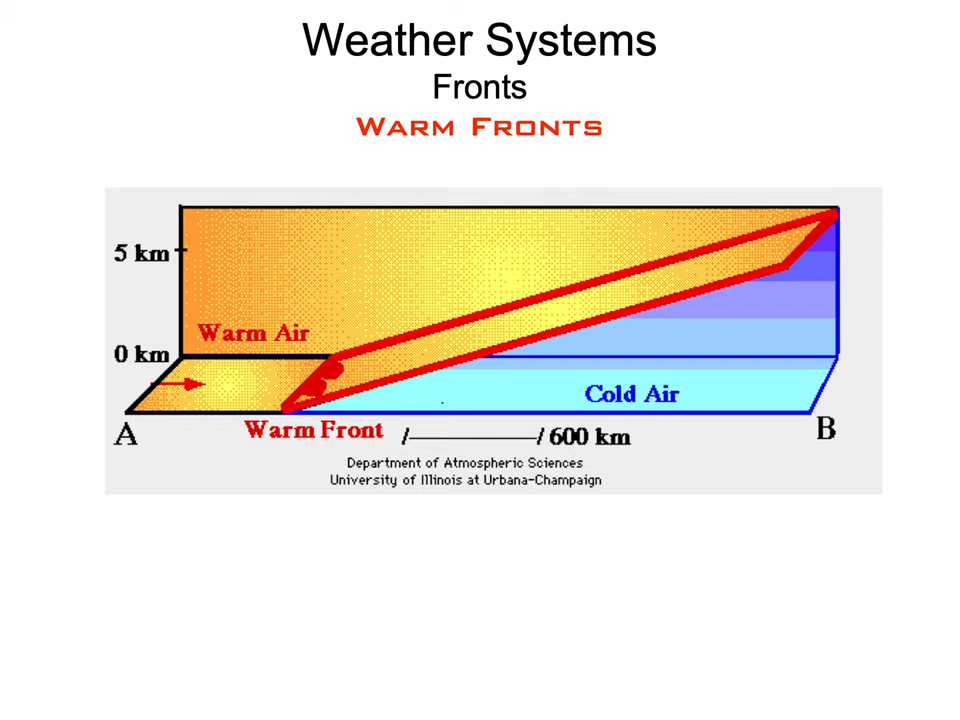 Weather Systems
Fronts
Warm Fronts
5 km
Warm Air
0 km
Cold Air
A
Warm Front
/————/ 600 km
B
Department of Atmospheric Sciences
University of Illinois at Urbana-Champaign